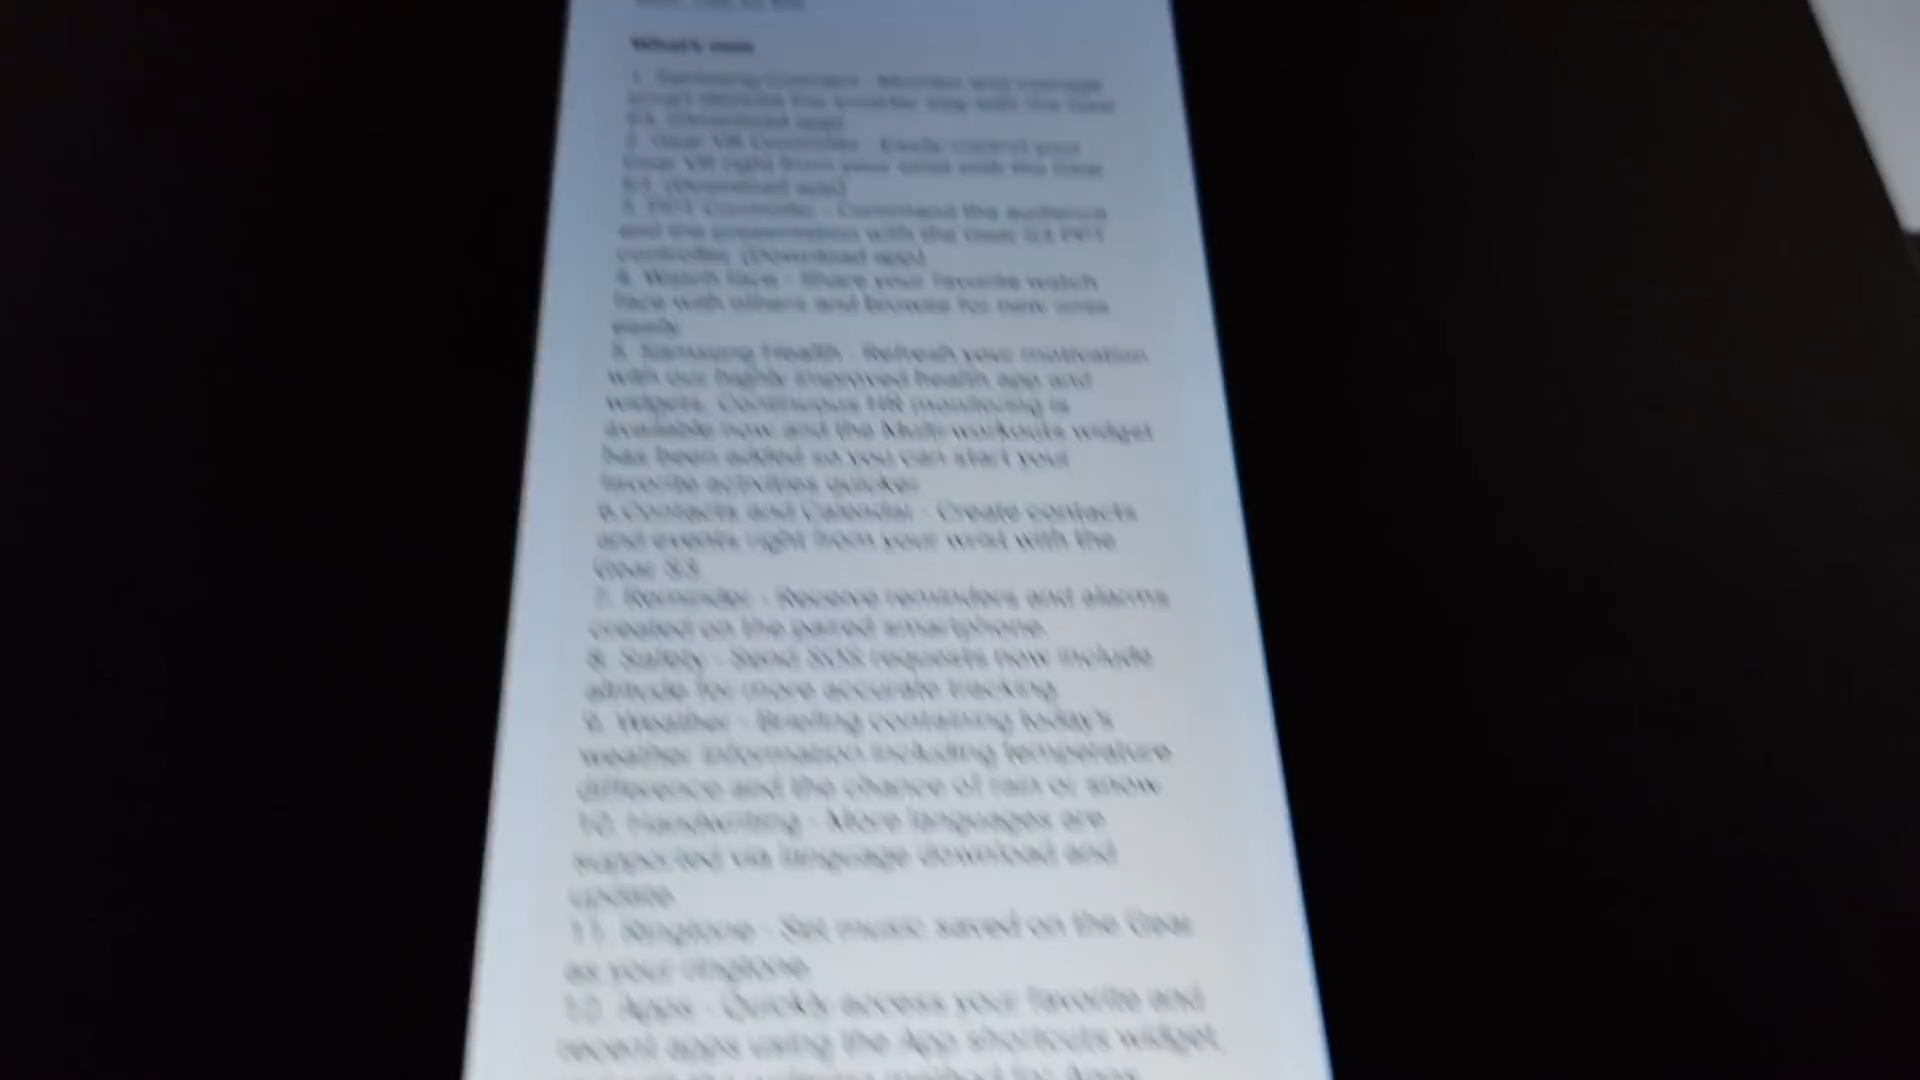 What's new
1. Samsung Connect - Monitor and manage
smart devices the smarter way with the Gear
S3. (Download app)
2. Gear VR Controller - Easily control your
Gear VR right from your wrist with the Gear
S3. (Download app)
3. PPT Controller - Command the audience
and the presentation with the Gear S3 PPT
controller. (Download app)
4. Watch face - Share your favorite watch
face with others and browse for new ones
easily.
5. Samsung Health - Refresh your motivation
with our highly improved health app and
widgets. Continuous HR monitoring is
available now and the Multi-workouts widget
has been added so you can start your
favorite activities quicker.
6.Contacts and Calendar - Create contacts
and events right from your wrist with the
Gear S3.
7. Reminder - Receive reminders and alarms
created on the paired smartphone.
8. Safety - Send SOS requests now include
altitude for more accurate tracking.
9. Weather - Briefing containing today's
weather information including temperature
difference and the chance of rain or snow.
10. Handwriting - More languages are
supported via language download and
update.
11. Ringtone - Set music saved on the Gear
as your ringtone.
12. Apps - Quickly access your favorite and
recent apps using the App shortcuts widget,